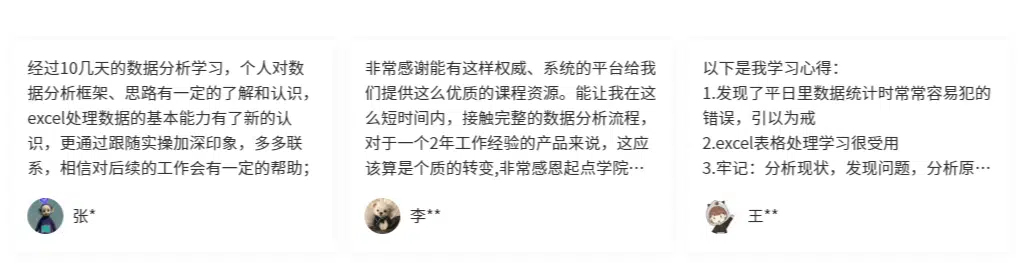 经过10几天的数据分析学习，个人对数
据分析框架、思路有一定的了解和认识，
excel处理数据的基本能力有了新的认
识，更通过跟随实操加深印象，多多联
系，相信对后续的工作会有一定的帮助；
张*
非常感谢能有这样权威、系统的平台给我
们提供这么优质的课程资源。能让我在这
么短时间内，接触完整的数据分析流程，
对于一个2年工作经验的产品来说，这应
该算是个质的转变,非常感恩起点学院…
李**
以下是我学习心得：
1.发现了平日里数据统计时常常容易犯的
错误，引以为戒
2.excel表格处理学习很受用
3.牢记：分析现状，发现问题，分析原…
王**